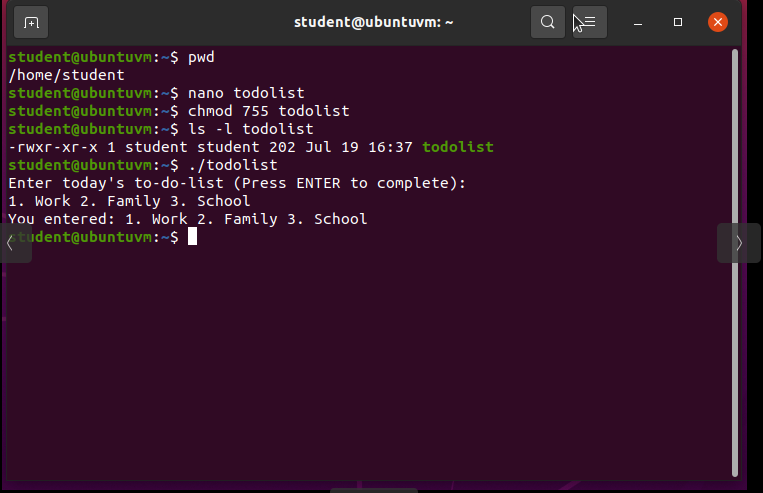 student@ubuntuvm: ~
student@ubuntuvm:~$ pwd
/home/student
student@ubuntuvm:~$ nano todolist
student@ubuntuvm:~$ chmod 755 todolist
student@ubuntuvm:~$ ls -l todolist
-rwxr-xr-x 1 student student 202 Jul 19 16:37 todolist
student@ubuntuvm:~$ ./todolist
Enter today's to-do-list (Press ENTER to complete):
1. Work 2. Family 3. School
You entered: 1. Work 2. Family 3. School
student@ubuntuvm:~$